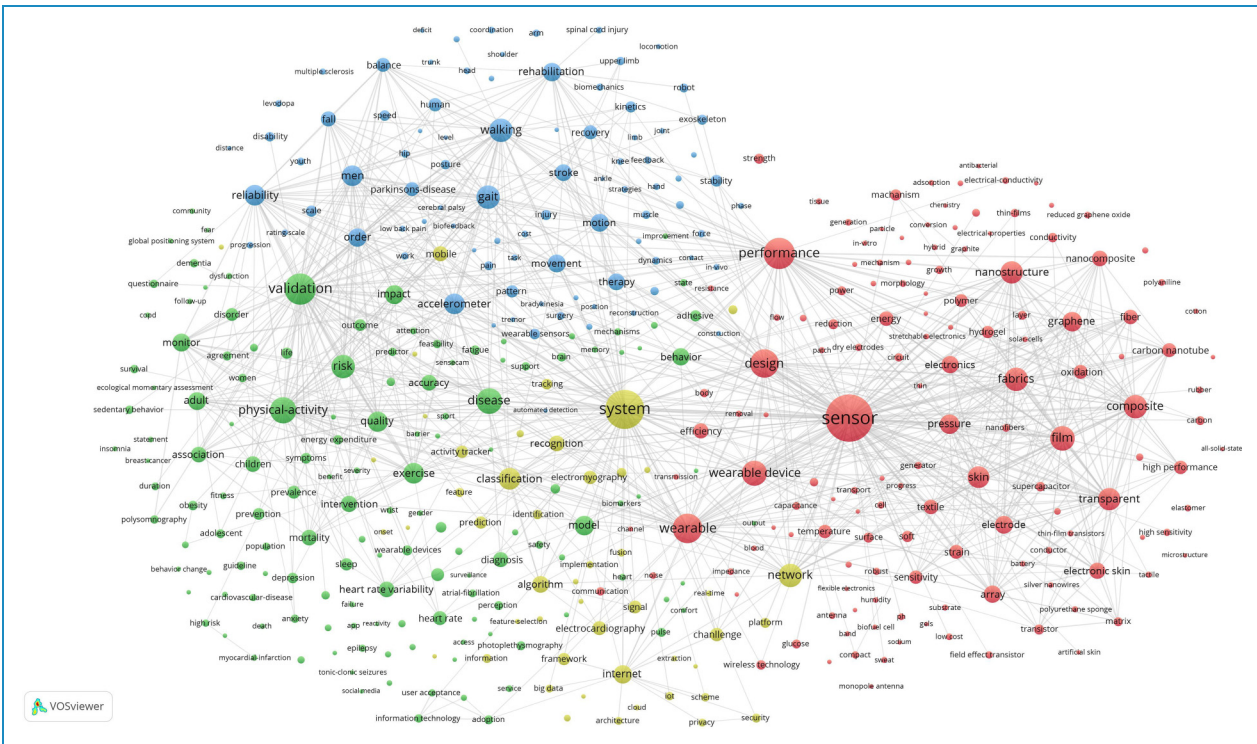 deficit
coordination
arm
spinal cord injury
locomotion
shoulder
balance
trunk
head
rehabilitation
upper limb
multiple-sclerosis
biomechanics
robot
levodopa
human
kinetics
fall
speed
exoskeleton
disability
walking
recovery
limb
joint
distance
level
hip
youth
posture
knee
feedback
strength
antibacterial
men
stroke
ankle
stability
adsorption
electrical-conductivity
reliability
parkinsons-disease
gait
strategies
hand
mechanism
tissue
chemistry
community
scale
cerebral palsy
injury
muscle
phase
generation
conversion
thin-films
reduced graphene oxide
fear
rating-scale
low back pain
biofeedback
motion
force
particle
electrical-properties
conductivity
global positioning system
progression
order
cost
improvement
in-vitro
hybrid
graphite
dementia
work
mobile
task
dynamics
contact
performance
mechanism
growth
nanocomposite
dysfunction
pain
movement
in-vivo
nanostructure
questionnaire
validation
impact
pattern
therapy
state
resistance
power
morphology
polyaniline
follow-up
accelerometer
bradykinesia
position
reconstruction
polymer
coed
disorder
outcome
attention
tremor
surgery
adhesive
flow
reduction
energy
layer
graphene
fiber
cotton
wearable sensors
mechanisms
construction
stretchable electronics
hydrogel
solar-cells
monitor
agreement
life
predictor
feasibility
fatigue
memory
patch
dry electrodes
carbon nanotube
sensecam
support
brain
behavior
design
circuit
electronics
oxidation
survival
women
risk
accuracy
tracking
thin
fabrics
ecological momentary assessment
adult
disease
body
rubber
sedentary behavior
physical-activity
sport
automated detection
system
removal
sensor
composite
carbon
quality
barrier
efficiency
pressure
nanofibers
statement
energy expenditure
recognition
film
all-solid-state
insomnia
association
symptoms
activity tracker
generator
high performance
breast cancer
children
severity
exercise
wearable device
skin
duration
benefit
classification
electromyography
transmission
transport
progress
supercapacitor
fitness
prevalence
feature
biomarkers
capacitance
cell
textile
transparent
elastomer
obesity
intervention
wrist
gender
identification
polysomnography
prevention
prediction
model
channel
wearable
output
temperature
surface
soft
electrode
thin-film transistors
high sensitivity
adolescent
mortality
onset
safety
conductor
population
wearable devices
fusion
blood
strain
microstructure
behavior change
guideline
sleep
diagnosis
implementation
robust
battery
electronic skin
tactile
depression
surveillance
heart
noise
impedance
network
sensitivity
silver nanowires
cardiovascular-disease
heart rate variability
atrial-fibrillation
algorithm
communication
real-time
flexible electronics
array
polyurethane sponge
failure
perception
signal
comfort
humidity
substrate
matrix
high risk
death
anxiety
app
reactivity
heart rate
feature-selection
electrocardiography
pulse
chanllenge
platform
antenna
biofuel cell
ph
gels
low cost
transistor
epilepsy
access
photoplethysmography
band
sodium
myocardial-infarction
information
framework
extraction
glucose
compact
sweat
field effect transistor
artificial skin
tonic-clonic seizures
internet
wireless technology
social media
user acceptance
service
big data
iot
scheme
monopole antenna
cloud
information technology
adoption
architecture
privacy
security
VOSviewer